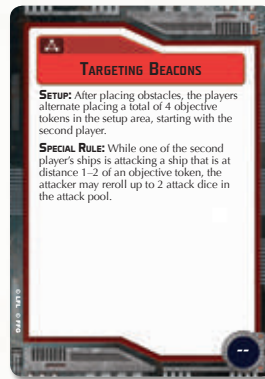 TARGETING BEACONS
SETUP: After placing obstacles, the players
alternate placing a total of 4 objective
tokens in the setup area, starting with the
second player.
SPECIAL RULE: While one of the second
player's ships is attacking a ship that is at
distance 1–2 of an objective token, the
attacker may reroll up to 2 attack dice in
the attack pool.
© LFL © FFG
--